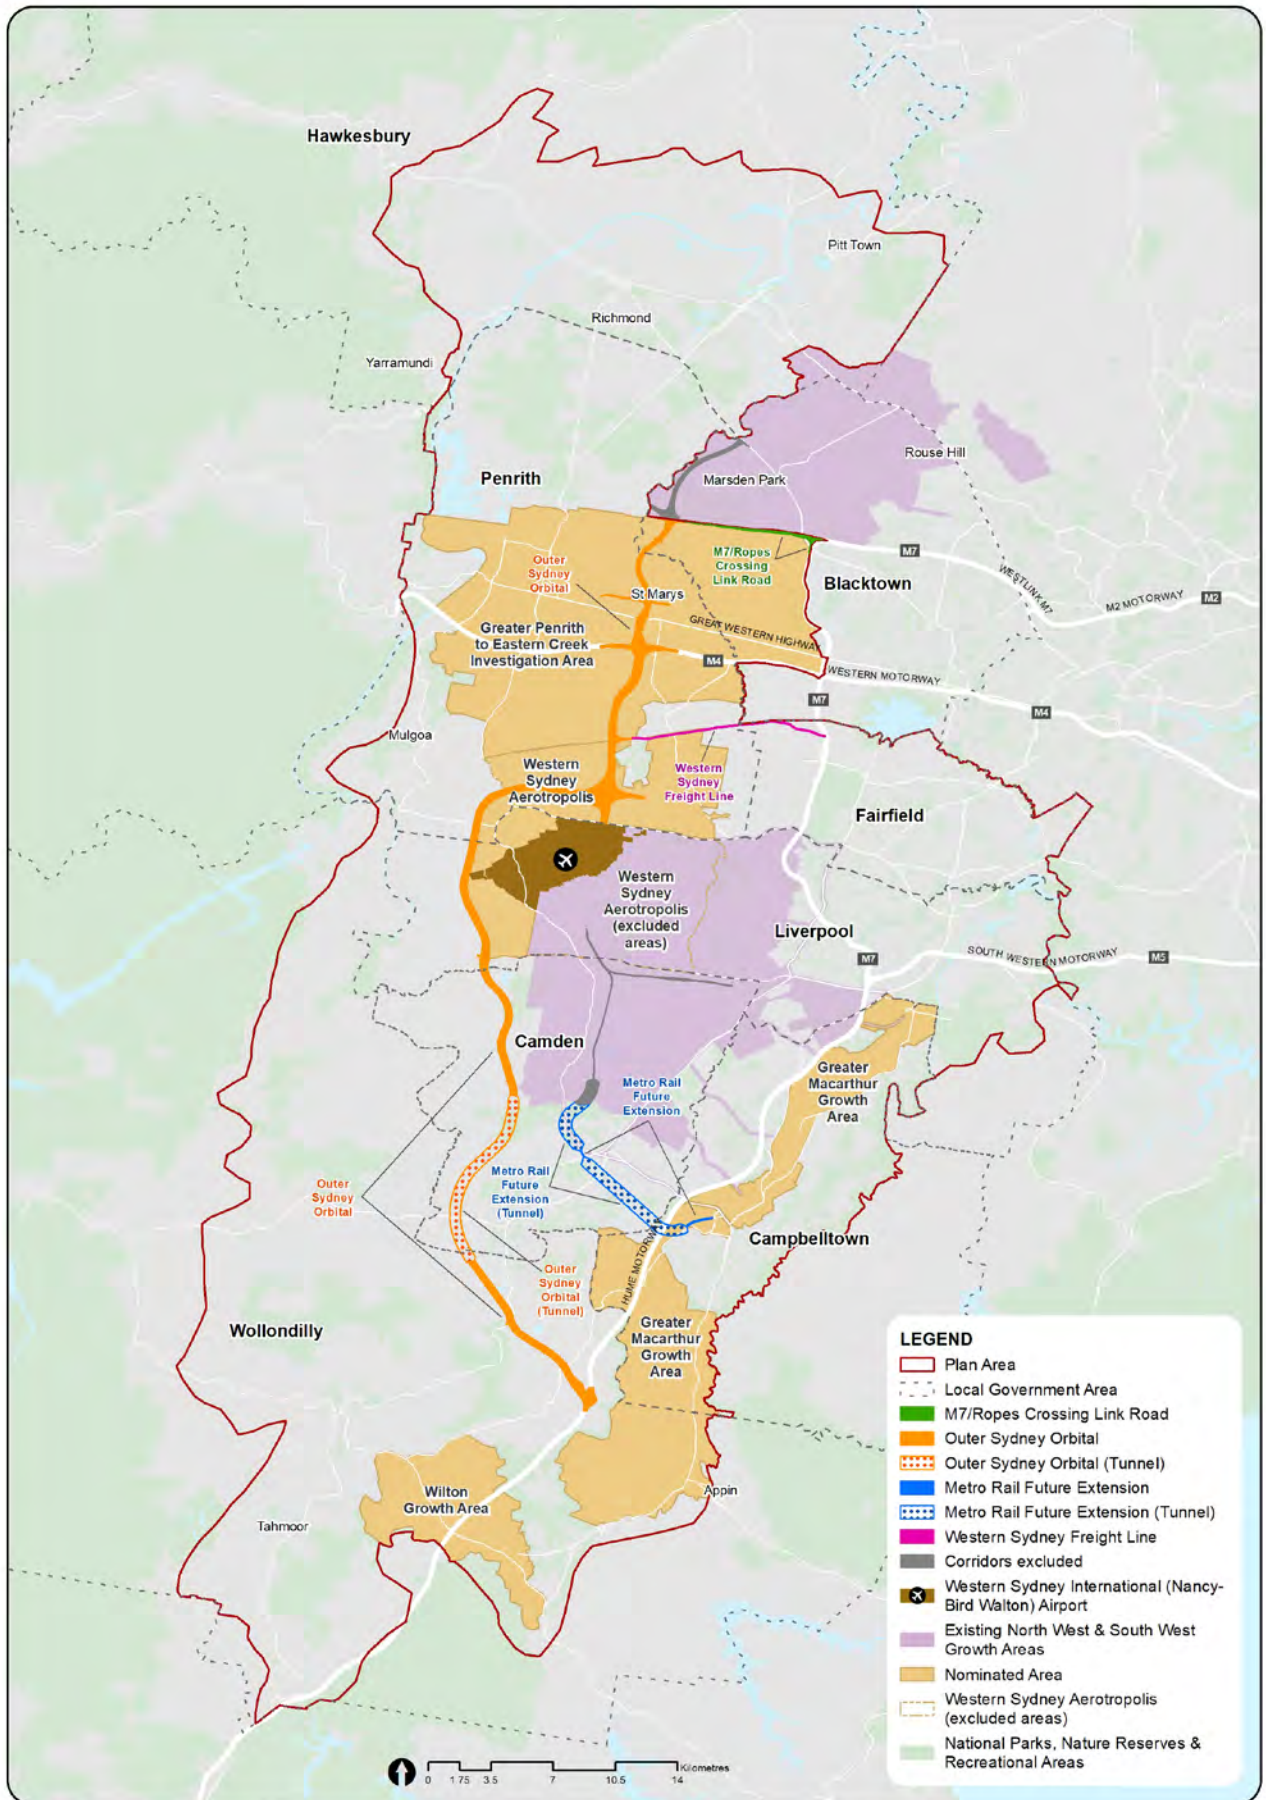 Hawkesbury
Pitt Town
Richmond
Yarramundi
Rouse Hill
Penrith
Marsden Park
M7
M7/Ropes
Crossing
Link Road
Outer
Sydney
Orbital
Blacktown
WESTLINK M7
M2 MOTORWAY
M2
St Marys
GREAT WESTERN HIGHWAY
Greater Penrith
to Eastern Creek
Investigation Area
M4
WESTERN MOTORWAY
M7
M4
Mulgoa
Western
Sydney
Aerotropolis
Western
Sydney
Freight Line
Fairfield
Western
Sydney
Aerotropolis
(excluded
areas)
Liverpool
M7
SOUTH WESTERN MOTORWAY
M5
Camden
Metro Rail
Future
Extension
Greater
Macarthur
Growth
Area
Outer
Sydney
Orbital
Metro Rail
Future
Extension
(Tunnel)
Campbelltown
HUME MOTORWAY
Outer
Sydney
Orbital
(Tunnel)
Wollondilly
Greater
Macarthur
Growth
Area
Wilton
Growth Area
Appin
Tahmoor
LEGEND
Plan Area
Local Government Area
M7/Ropes Crossing Link Road
Outer Sydney Orbital
Outer Sydney Orbital (Tunnel)
Metro Rail Future Extension
Metro Rail Future Extension (Tunnel)
Western Sydney Freight Line
Corridors excluded
Western Sydney International (Nancy-
Bird Walton) Airport
Existing North West & South West
Growth Areas
Nominated Area
Western Sydney Aerotropolis
(excluded areas)
National Parks, Nature Reserves &
Recreational Areas
Kilometres
0 1.75 3.5 7 10.5 14